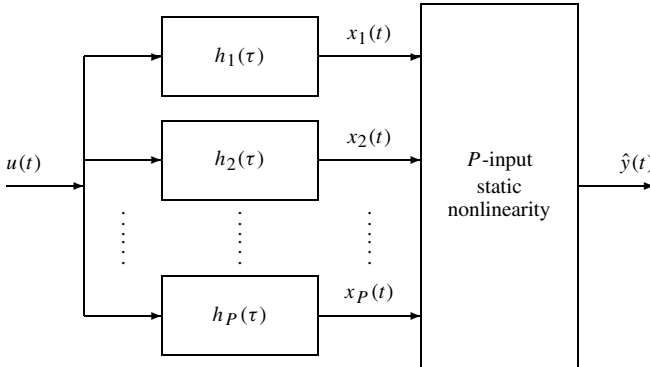 h₁(τ)
x₁(t)
h₂(τ)
x₂(t)
u(t)
P-input
static
nonlinearity
ŷ(t)
h_P(τ)
x_P(t)